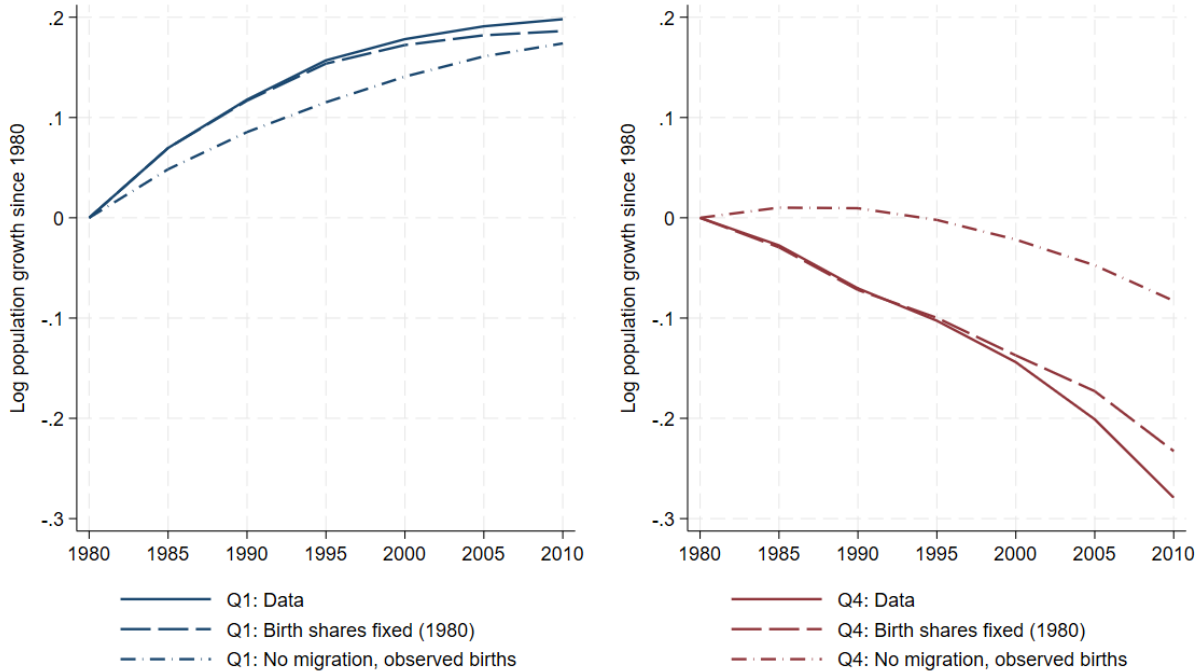 Log population growth since 1980
.2
.1
0
-.1
-.2
-.3
1980 1985 1990 1995 2000 2005 2010
Q1: Data
Q1: Birth shares fixed (1980)
Q1: No migration, observed births
Log population growth since 1980
.2
.1
0
-.1
-.2
-.3
1980 1985 1990 1995 2000 2005 2010
Q4: Data
Q4: Birth shares fixed (1980)
Q4: No migration, observed births